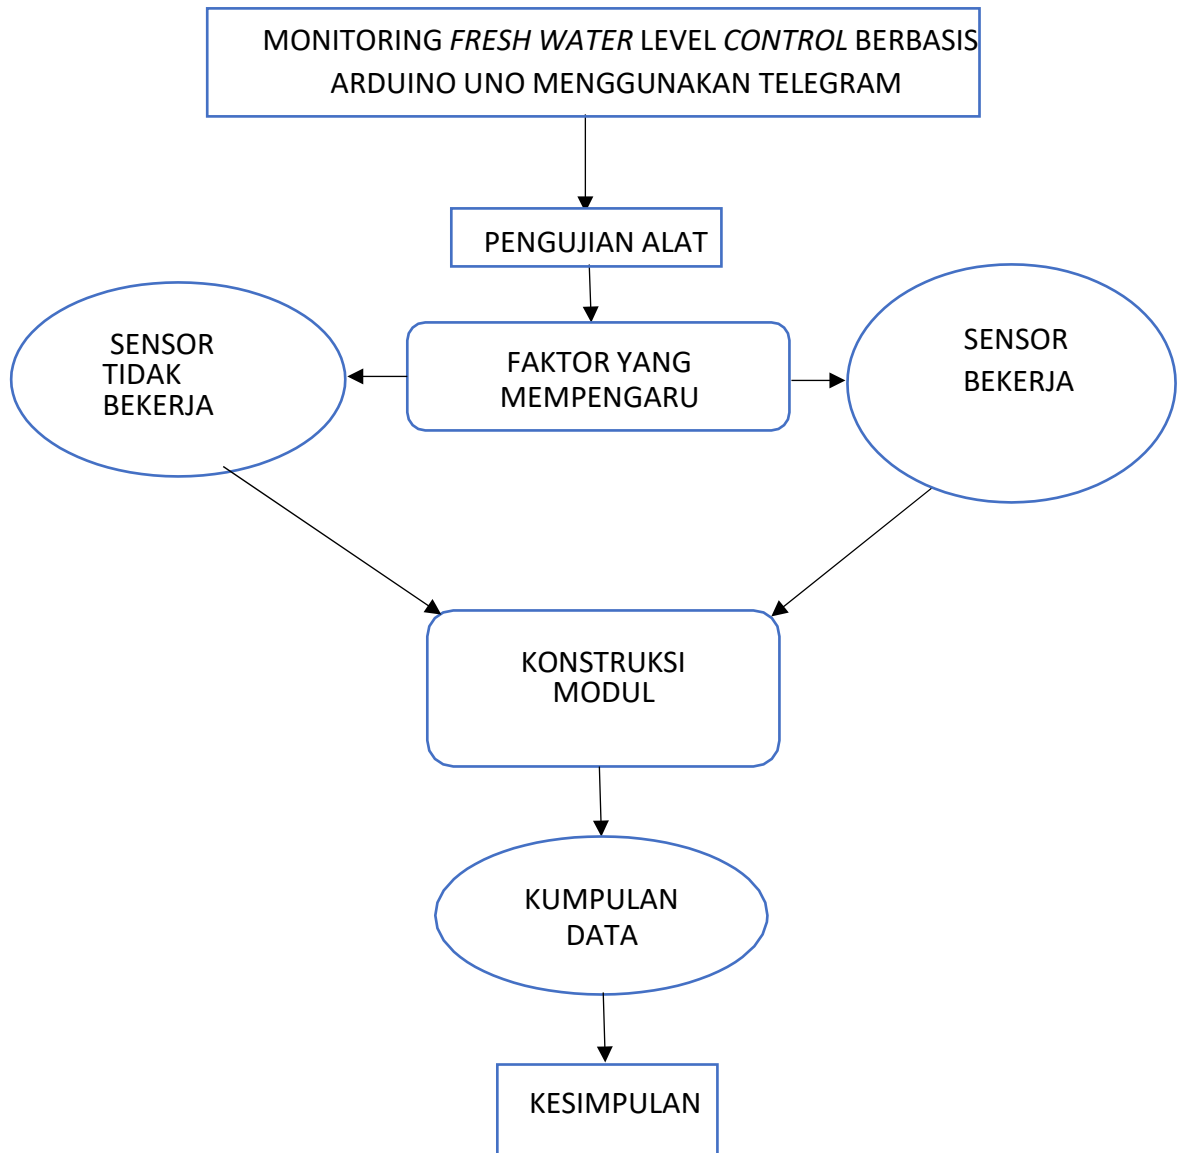 MONITORING FRESH WATER LEVEL CONTROL BERBASIS
ARDUINO UNO MENGGUNAKAN TELEGRAM
PENGUJIAN ALAT
SENSOR
TIDAK
BEKERJA
FAKTOR YANG
MEMPENGARU
SENSOR
BEKERJA
KONSTRUKSI
MODUL
KUMPULAN
DATA
KESIMPULAN